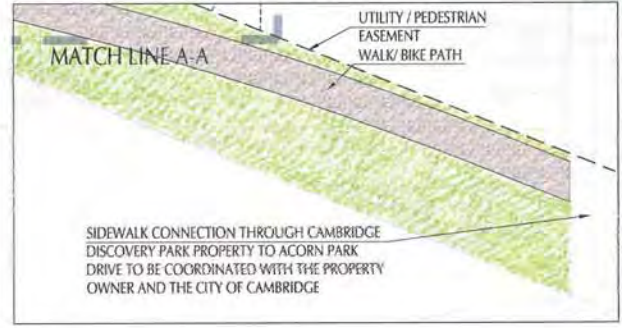 UTILITY / PEDESTRIAN
EASEMENT
WALK/ BIKE PATH
MATCH LINE A-A
SIDEWALK CONNECTION THROUGH CAMBRIDGE
DISCOVERY PARK PROPERTY TO ACORN PARK
DRIVE TO BE COORDINATED WITH THE PROPERTY
OWNER AND THE CITY OF CAMBRIDGE